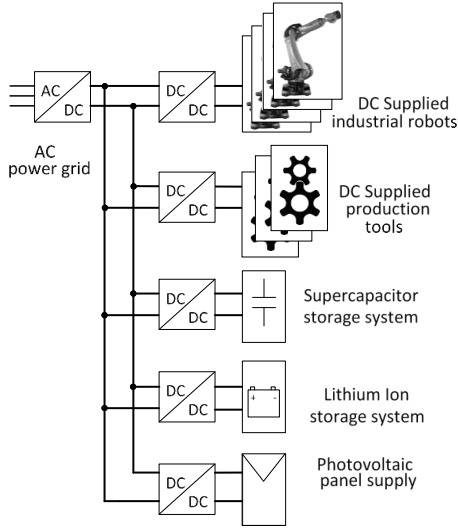 AC
DC
AC
power grid
DC
DC
DC Supplied
industrial robots
DC
DC
DC Supplied
production
tools
DC
DC
Supercapacitor
storage system
DC
DC
+ -
Lithium Ion
storage system
DC
DC
Photovoltaic
panel supply